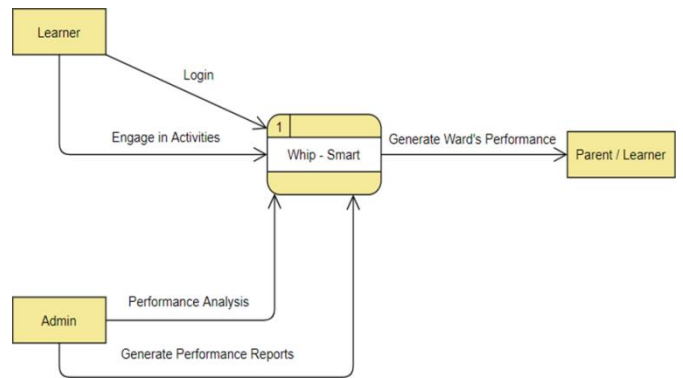 Learner
Login
1
Engage in Activities
Whip - Smart
Generate Ward's Performance
Parent / Learner
Performance Analysis
Admin
Generate Performance Reports